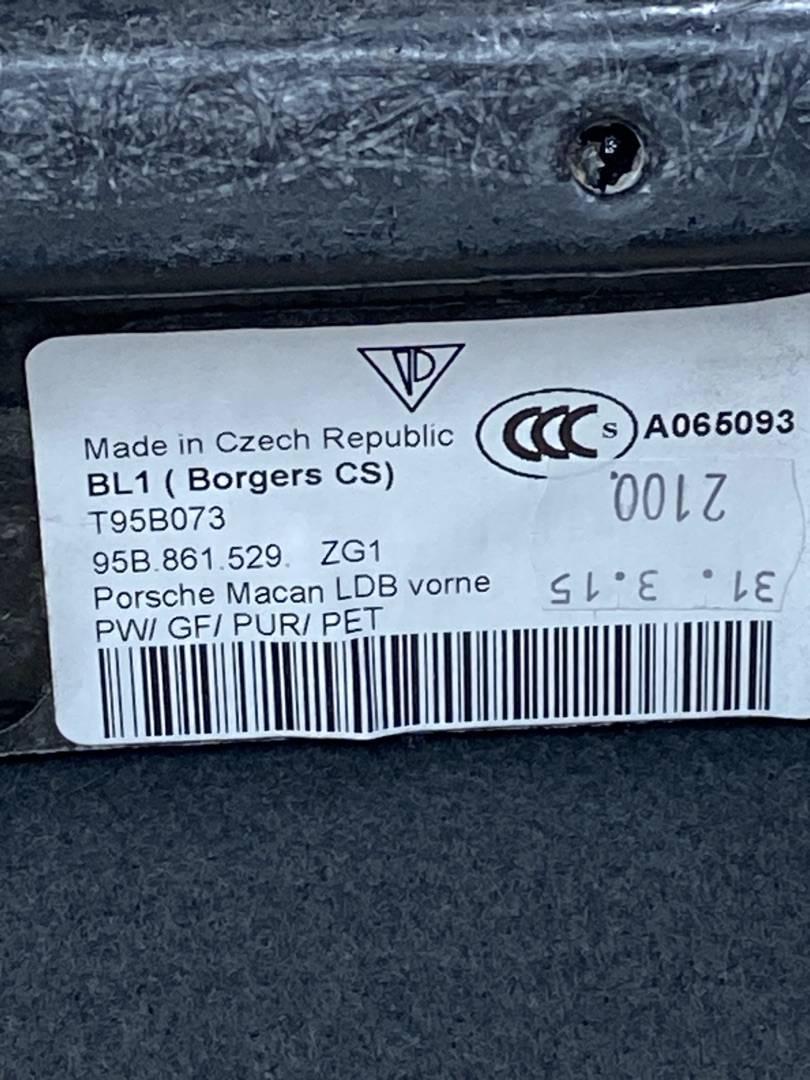 Made in Czech Republic
BL1 ( Borgers CS)
T95B073
95B.861.529. ZG1
Porsche Macan LDB vorne
PW/ GF/ PUR/ PET
CCC S A065093
2100
31. 3.15